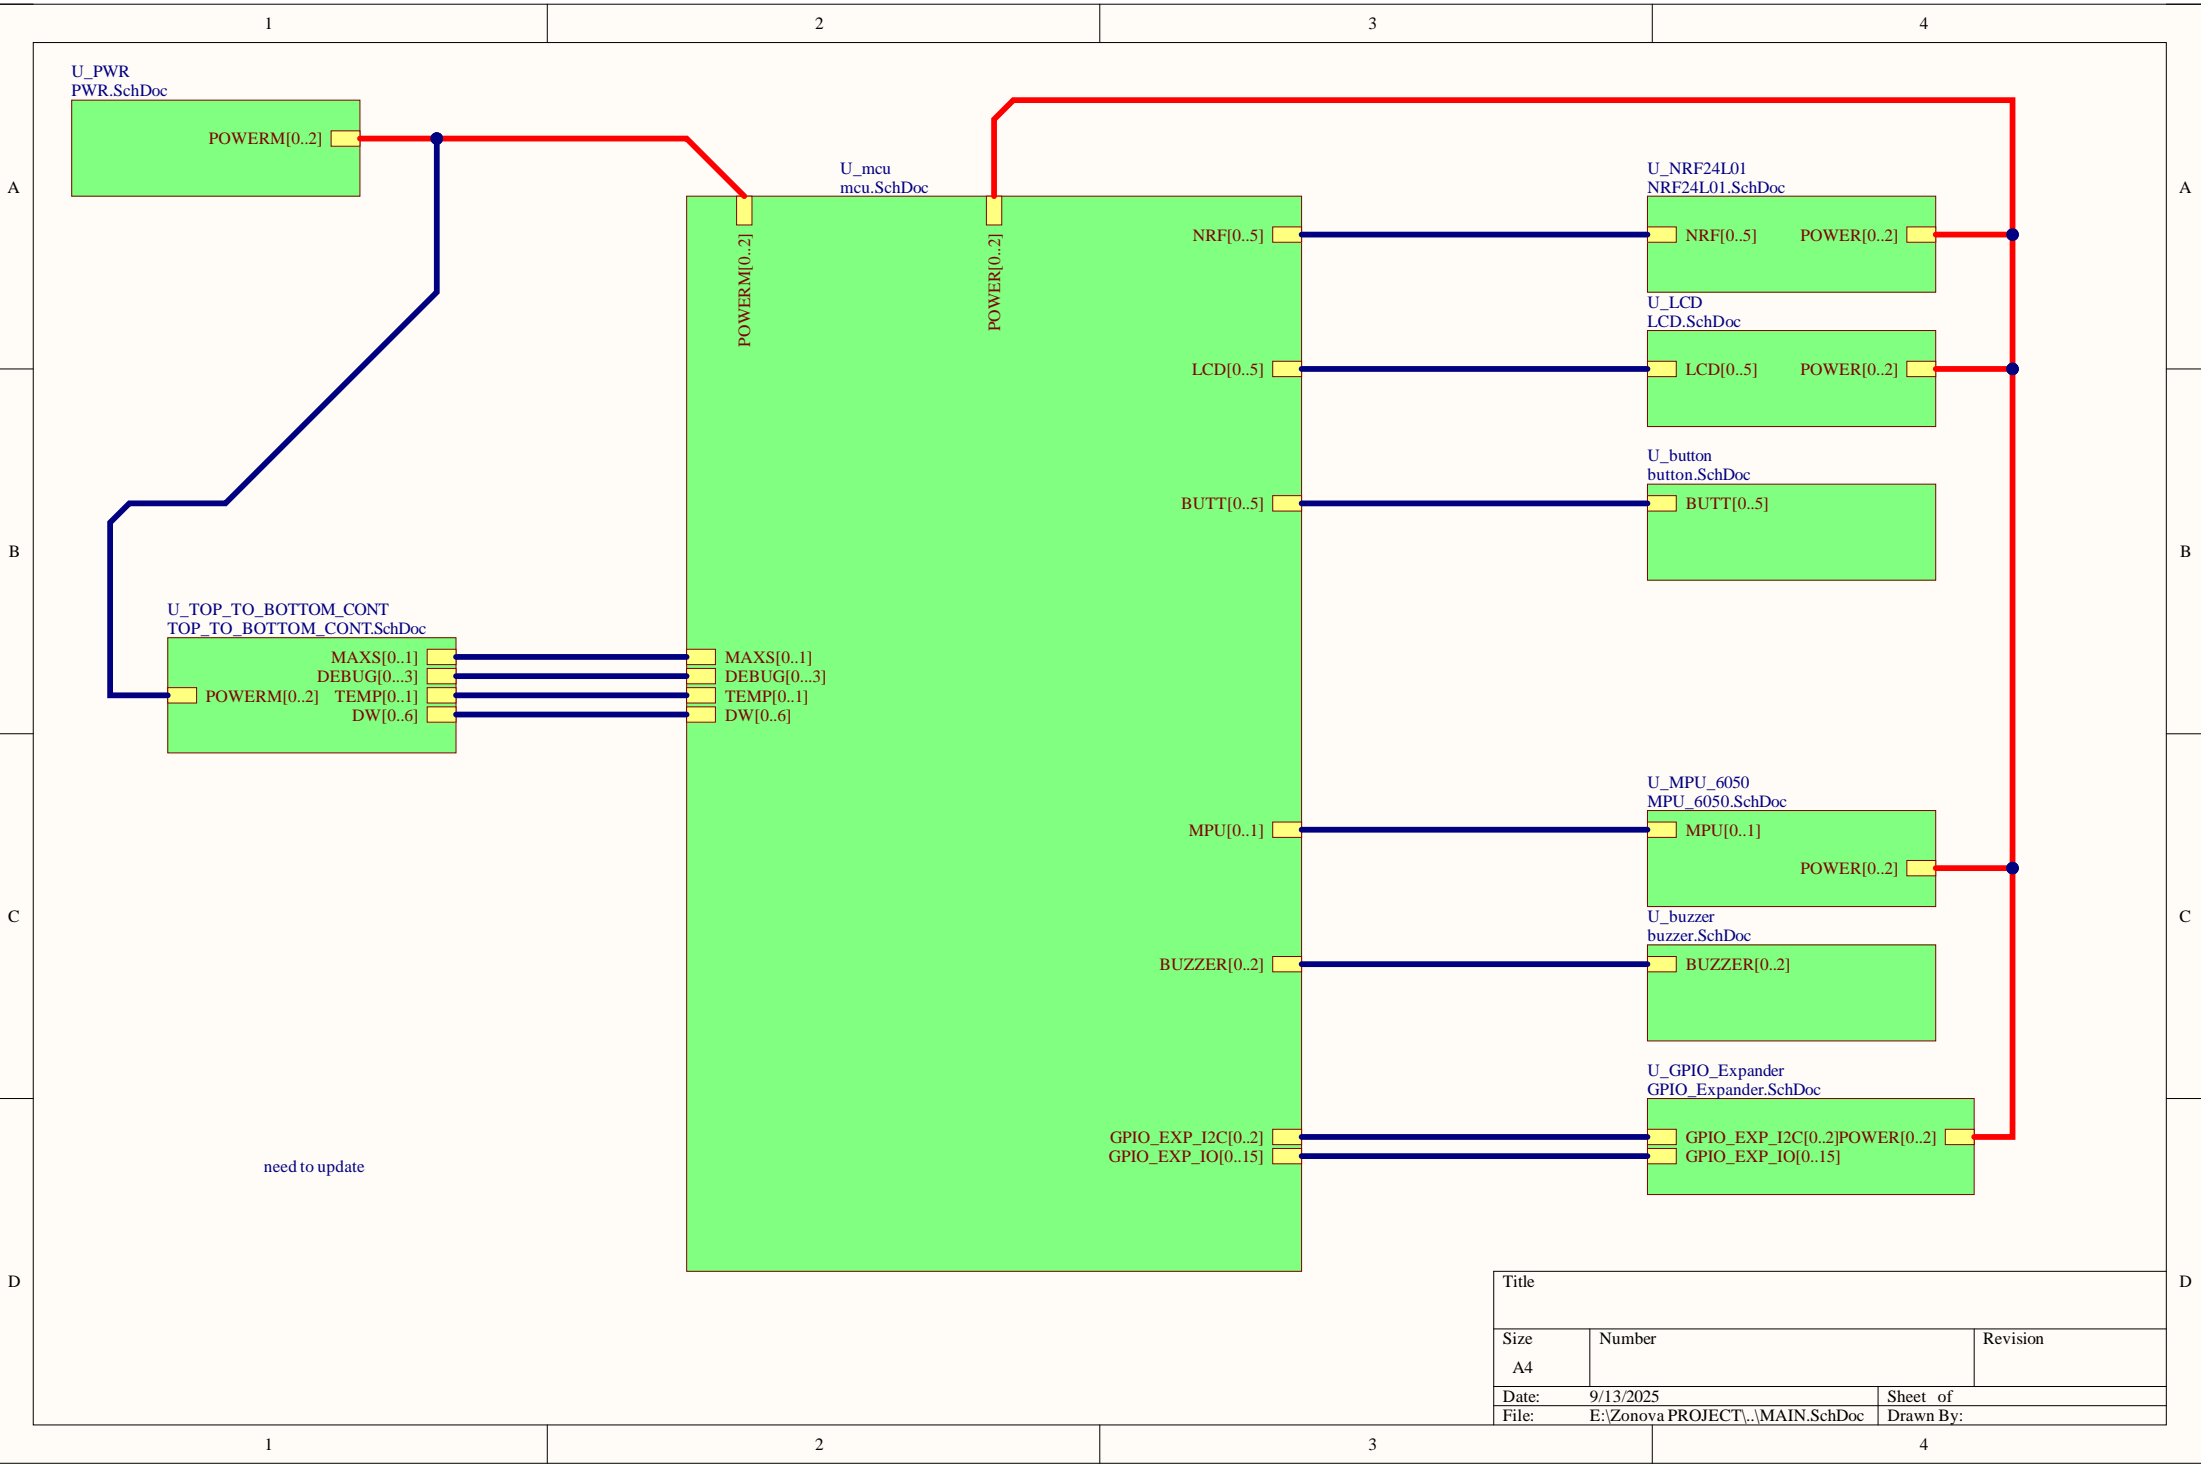 1 2 3 4
U_PWR
PWR.SchDoc
POWERM[0..2]
A
U_mcu
mcu.SchDoc
POWERM[0..2]
POWER[0..2]
NRF[0..5]
LCD[0..5]
BUTT[0..5]
MAXS[0..1]
DEBUG[0...3]
TEMP[0..1]
DW[0..6]
MPU[0..1]
BUZZER[0..2]
GPIO_EXP_I2C[0..2]
GPIO_EXP_IO[0..15]
U_NRF24L01
NRF24L01.SchDoc
NRF[0..5] POWER[0..2]
A
U_LCD
LCD.SchDoc
LCD[0..5] POWER[0..2]
U_button
button.SchDoc
BUTT[0..5]
B
B
U_TOP_TO_BOTTOM_CONT
TOP_TO_BOTTOM_CONT.SchDoc
MAXS[0..1]
DEBUG[0...3]
POWERM[0..2] TEMP[0..1]
DW[0..6]
U_MPU_6050
MPU_6050.SchDoc
MPU[0..1]
POWER[0..2]
C
C
U_buzzer
buzzer.SchDoc
BUZZER[0..2]
U_GPIO_Expander
GPIO_Expander.SchDoc
GPIO_EXP_I2C[0..2]POWER[0..2]
GPIO_EXP_IO[0..15]
need to update
D
D
Title
Size Number Revision
A4
Date: 9/13/2025 Sheet of
File: E:\Zonova PROJECT\..\MAIN.SchDoc Drawn By:
1 2 3 4